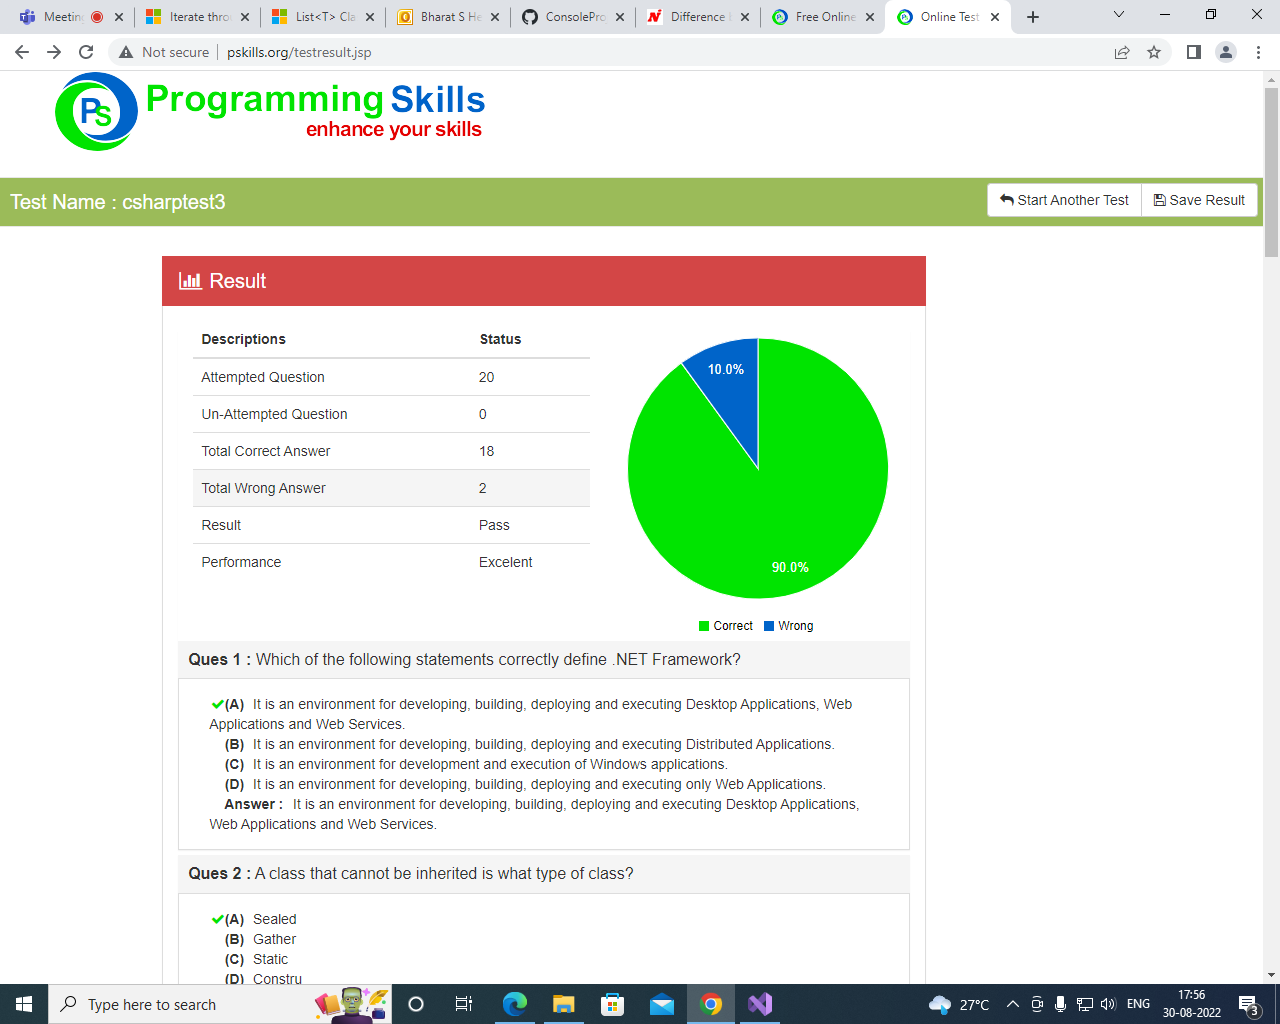 Meeting
Iterate thro
List<T> Cla
Bharat S He
ConsolePro
Difference
Free Online
Online Test
Not secure
pskills.org/testresult.jsp
PS
Programming Skills
enhance your skills
Test Name : csharptest3
Start Another Test
Save Result
Result
Descriptions Status
Attempted Question 20
Un-Attempted Question 0
Total Correct Answer 18
Total Wrong Answer 2
Result Pass
Performance Excelent
10.0%
90.0%
Correct Wrong
Ques 1 : Which of the following statements correctly define .NET Framework?
(A) It is an environment for developing, building, deploying and executing Desktop Applications, Web
Applications and Web Services.
(B) It is an environment for developing, building, deploying and executing Distributed Applications.
(C) It is an environment for development and execution of Windows applications.
(D) It is an environment for developing, building, deploying and executing only Web Applications.
Answer : It is an environment for developing, building, deploying and executing Desktop Applications,
Web Applications and Web Services.
Ques 2 : A class that cannot be inherited is what type of class?
(A) Sealed
(B) Gather
(C) Static
(D) Constru
Type here to search
27°C
ENG
17:56
30-08-2022
3